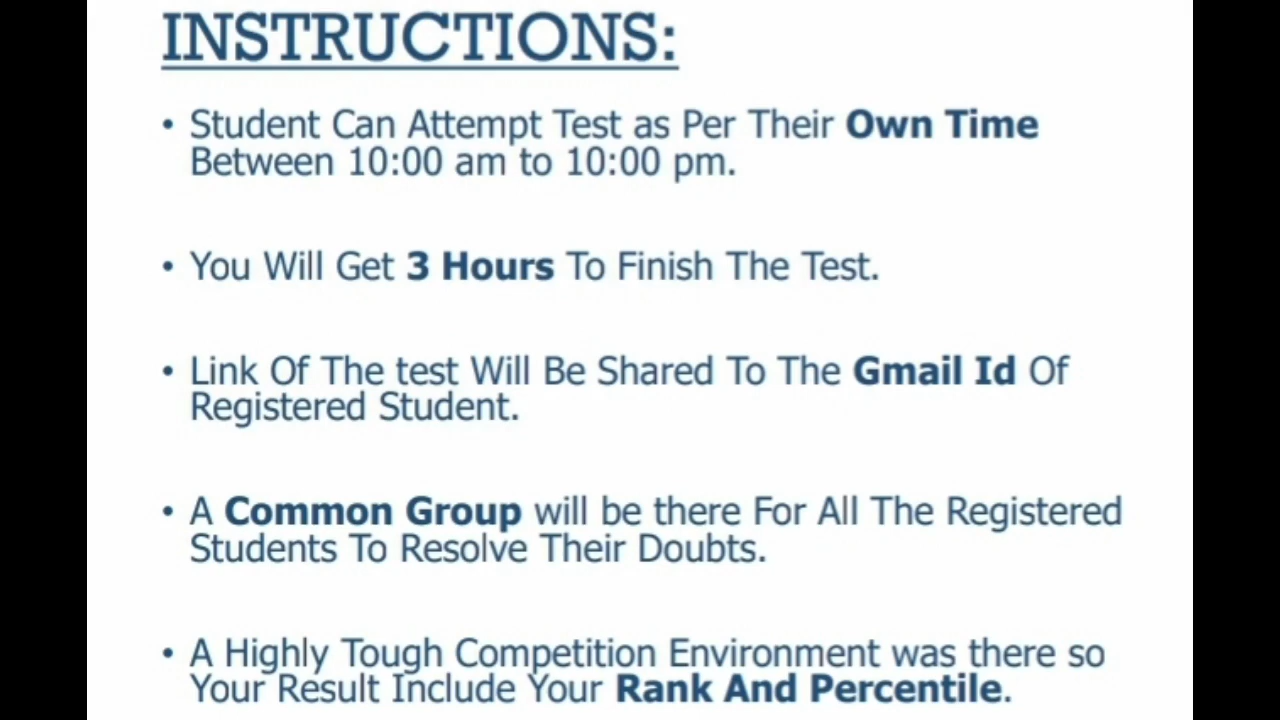 INSTRUCTIONS:
• Student Can Attempt Test as Per Their Own Time
Between 10:00 am to 10:00 pm.
• You Will Get 3 Hours To Finish The Test.
• Link Of The test Will Be Shared To The Gmail Id Of
Registered Student.
• A Common Group will be there For All The Registered
Students To Resolve Their Doubts.
• A Highly Tough Competition Environment was there so
Your Result Include Your Rank And Percentile.